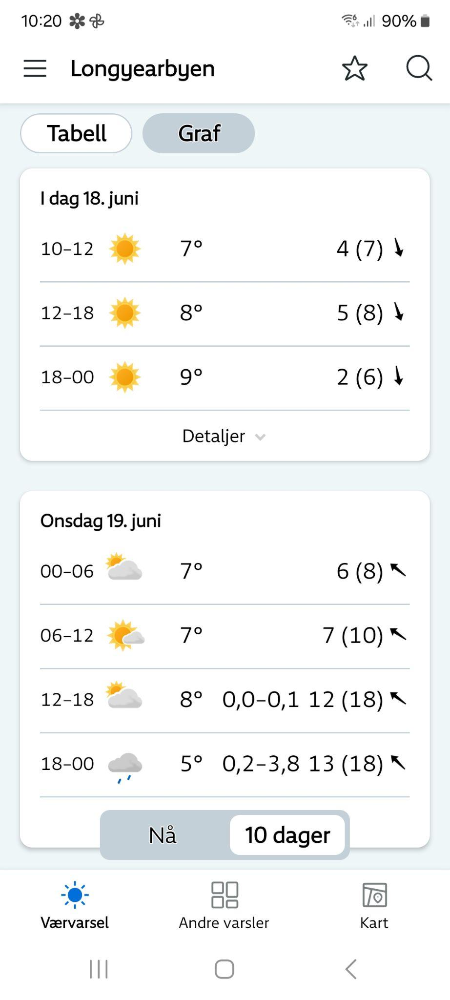 10:20 90%
Longyearbyen
Tabell Graf
I dag 18. juni
10–12 7° 4 (7)
12–18 8° 5 (8)
18–00 9° 2 (6)
Detaljer
Onsdag 19. juni
00–06 7° 6 (8)
06–12 7° 7 (10)
12–18 8° 0,0–0,1 12 (18)
18–00 5° 0,2–3,8 13 (18)
Nå 10 dager
Værvarsel Andre varsler Kart